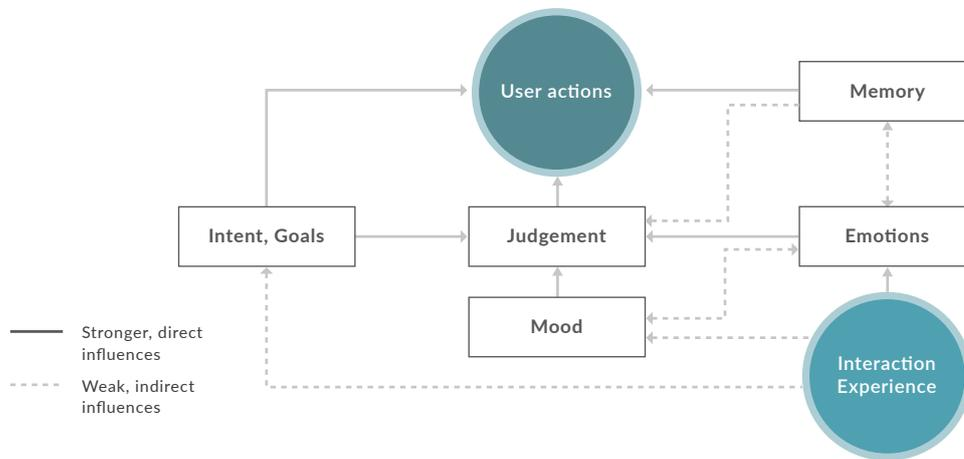 User actions
Memory
Intent, Goals
Judgement
Emotions
Mood
Stronger, direct
influences
Weak, indirect
influences
Interaction
Experience